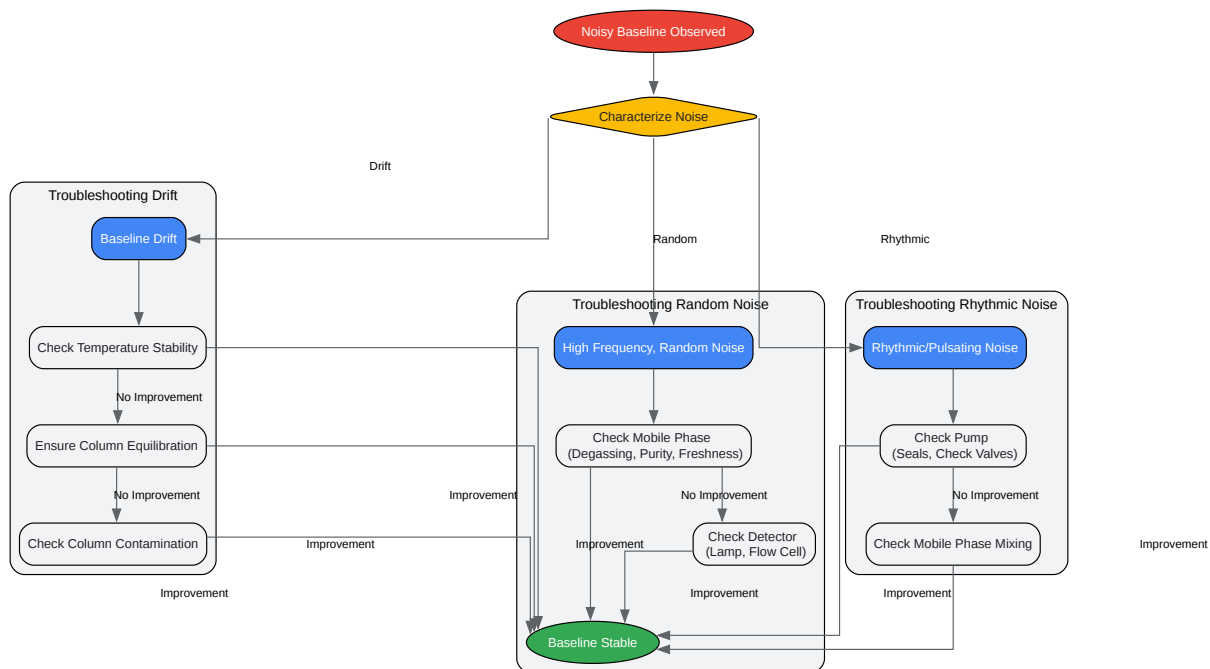 Noisy Baseline Observed
Characterize Noise
Drift
Troubleshooting Drift
Baseline Drift
Random
Rhythmic
Troubleshooting Random Noise
Troubleshooting Rhythmic Noise
Check Temperature Stability
High Frequency, Random Noise
Rhythmic/Pulsating Noise
No Improvement
Ensure Column Equilibration
Check Mobile Phase
(Degassing, Purity, Freshness)
Check Pump
(Seals, Check Valves)
No Improvement
Improvement
No Improvement
No Improvement
Check Column Contamination
Improvement
Improvement
Check Detector
(Lamp, Flow Cell)
Check Mobile Phase Mixing
Improvement
Improvement
Improvement
Improvement
Baseline Stable